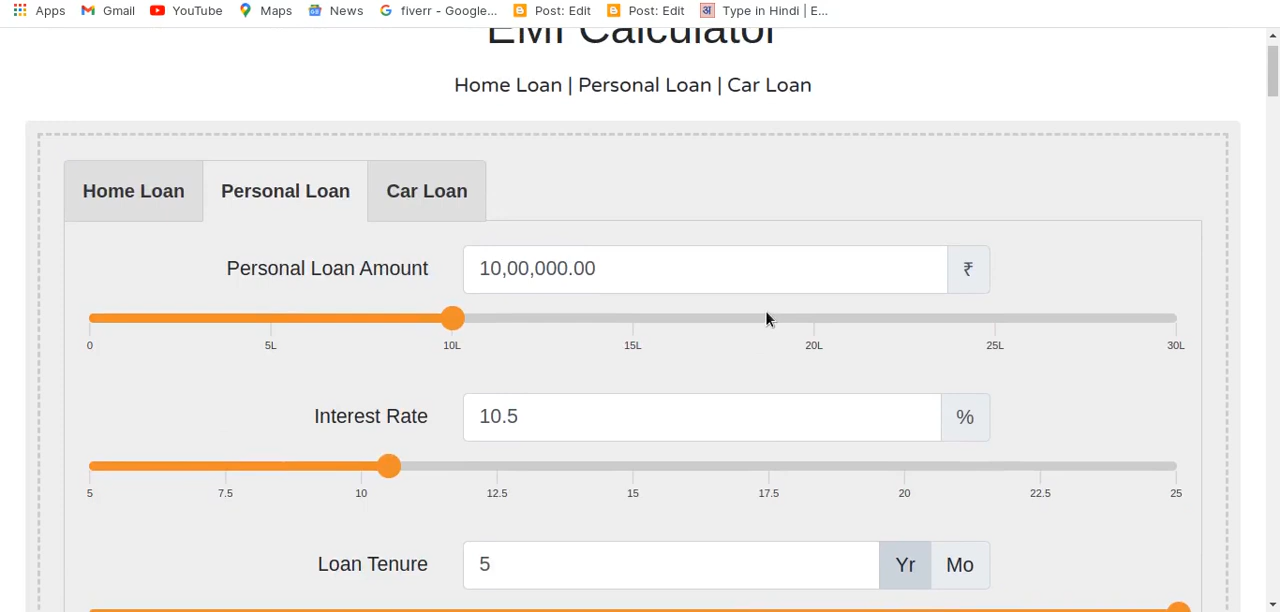 Apps Gmail YouTube Maps News fiverr - Google... Post: Edit Post: Edit अ Type in Hindi | E...
EMI Calculator
Home Loan | Personal Loan | Car Loan
Home Loan Personal Loan Car Loan
Personal Loan Amount 10,00,000.00 ₹
0 5L 10L 15L 20L 25L 30L
Interest Rate 10.5 %
5 7.5 10 12.5 15 17.5 20 22.5 25
Loan Tenure 5 Yr Mo